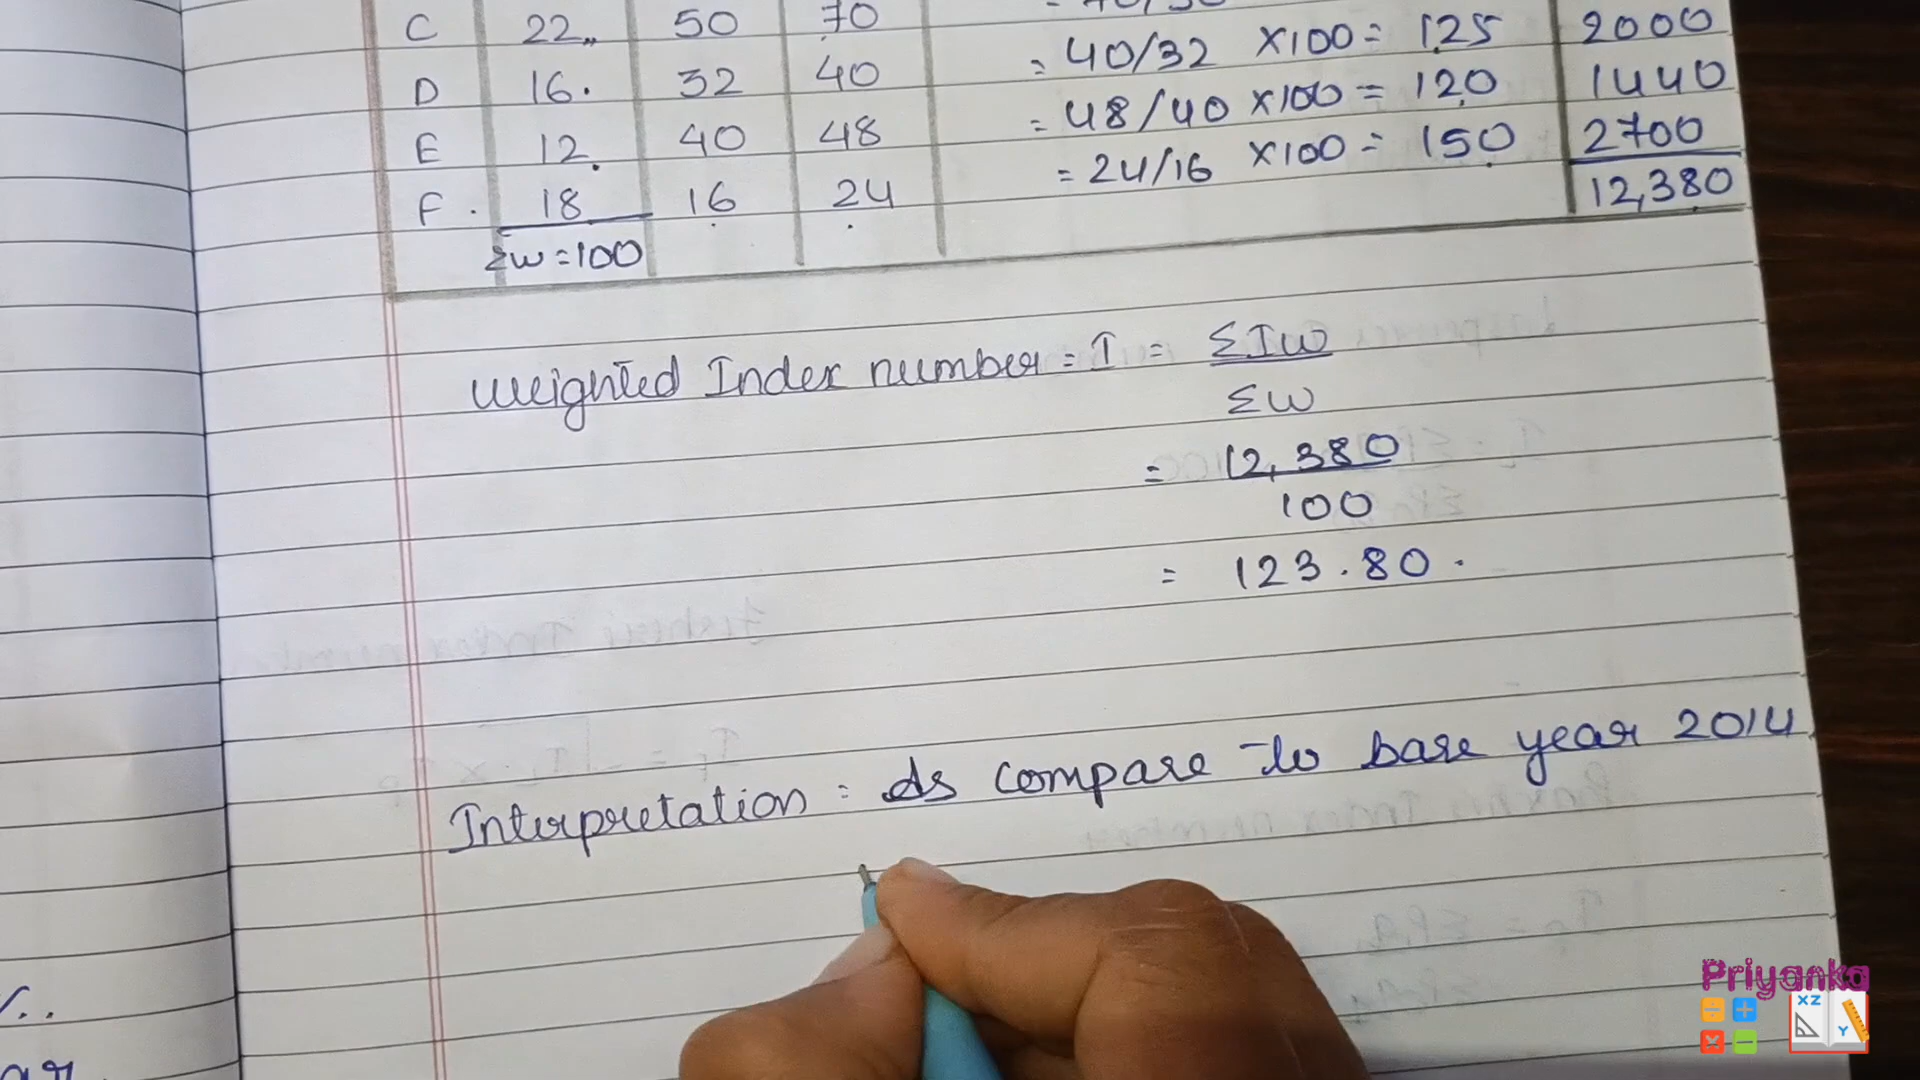 C 22 50 70
D 16. 32 40 = 40/32 X100 = 125 2000
E 12. 40 48 = 48/40 X100 = 120 1440
F. 18 16 24 = 24/16 X100 = 150 2700
Σw = 100 12,380
Weighted Index number = I = ΣIw
Σw
= 12,380
100
= 123.80.
Interpretation : As compare to base year 2014
Priyanka
XZ
Y